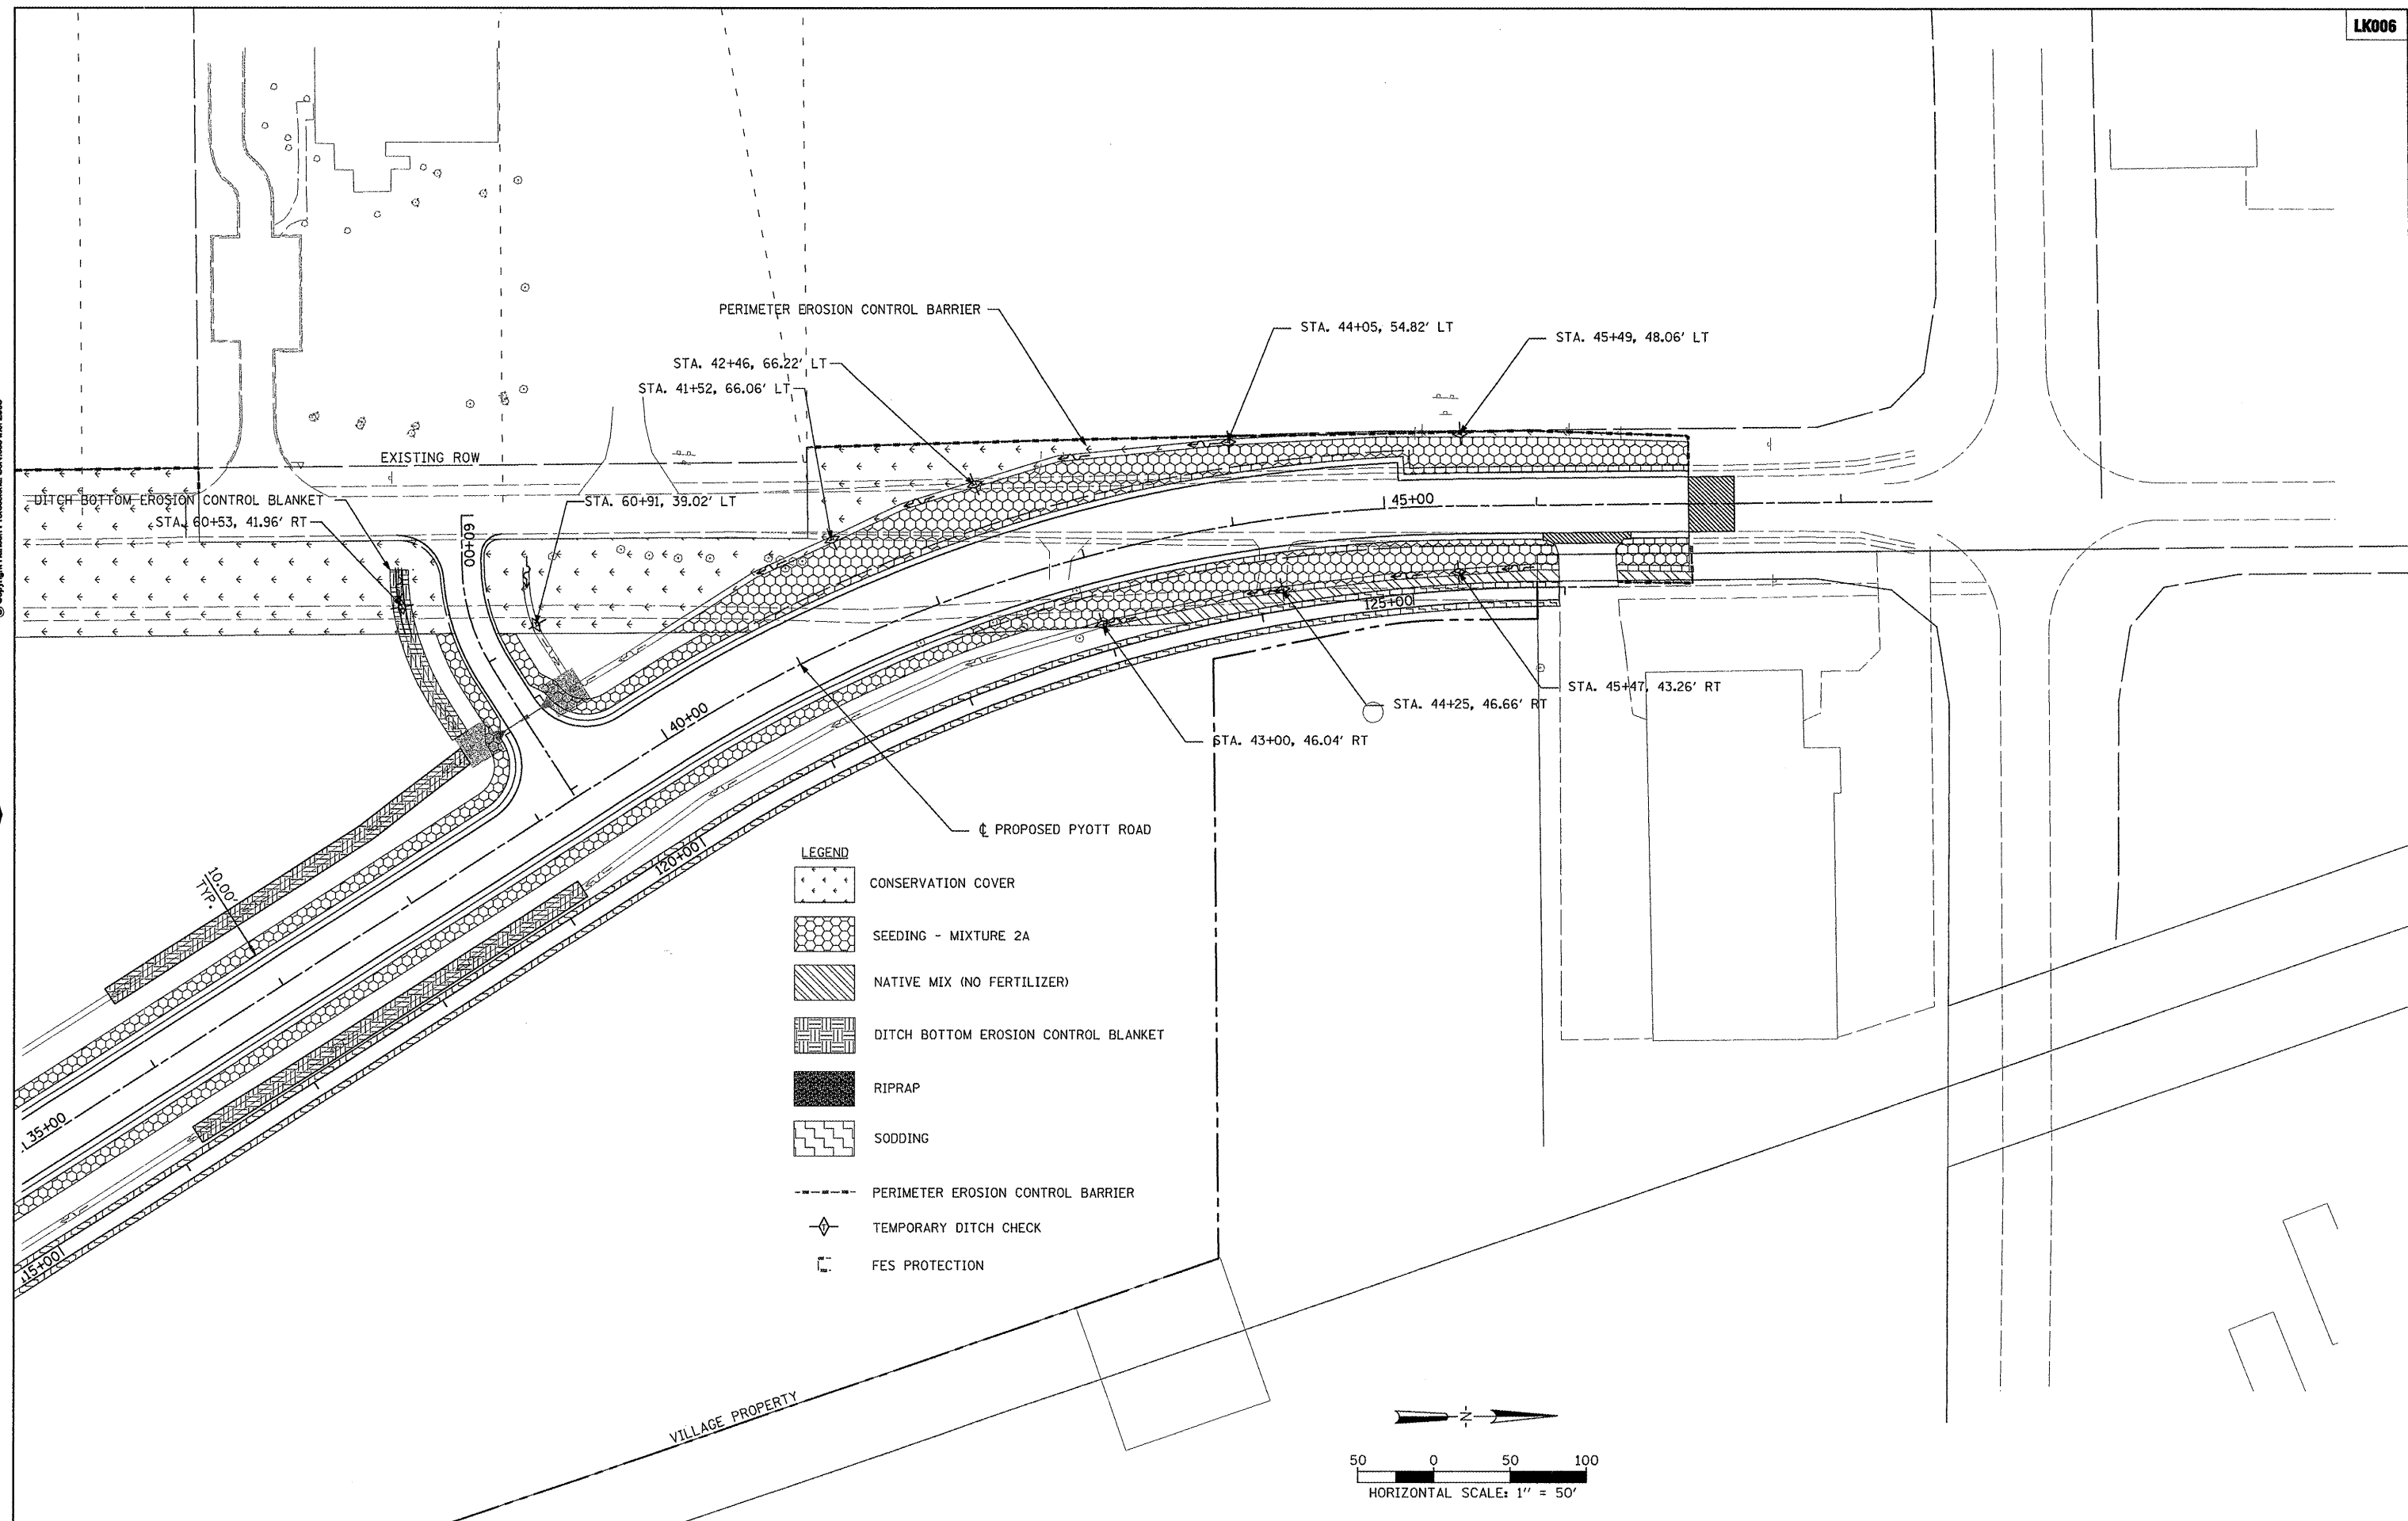 LK006
PERIMETER EROSION CONTROL BARRIER
STA. 44+05, 54.82' LT
STA. 45+49, 48.06' LT
STA. 42+46, 66.22' LT
STA. 41+52, 66.06' LT
EXISTING ROW
DITCH BOTTOM EROSION CONTROL BLANKET
STA. 60+53, 41.96' RT
STA. 60+91, 39.02' LT
60+00
45+00
125+00
STA. 45+47, 43.26' RT
STA. 44+25, 46.66' RT
STA. 43+00, 46.04' RT
40+00
℄ PROPOSED PYOTT ROAD
120+00
10.00'
TYP.
35+00
115+00
LEGEND
CONSERVATION COVER
SEEDING - MIXTURE 2A
NATIVE MIX (NO FERTILIZER)
DITCH BOTTOM EROSION CONTROL BLANKET
RIPRAP
SODDING
PERIMETER EROSION CONTROL BARRIER
TEMPORARY DITCH CHECK
FES PROTECTION
VILLAGE PROPERTY
N
50 0 50 100
HORIZONTAL SCALE: 1" = 50'